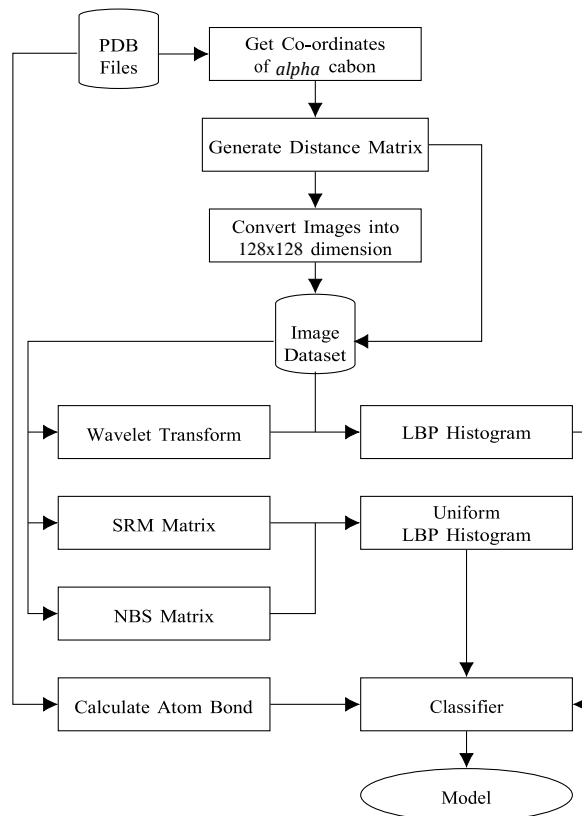 PDB
Files
Get Co-ordinates
of alpha cabon
Generate Distance Matrix
Convert Images into
128x128 dimension
Image
Dataset
Wavelet Transform
LBP Histogram
SRM Matrix
Uniform
LBP Histogram
NBS Matrix
Calculate Atom Bond
Classifier
Model